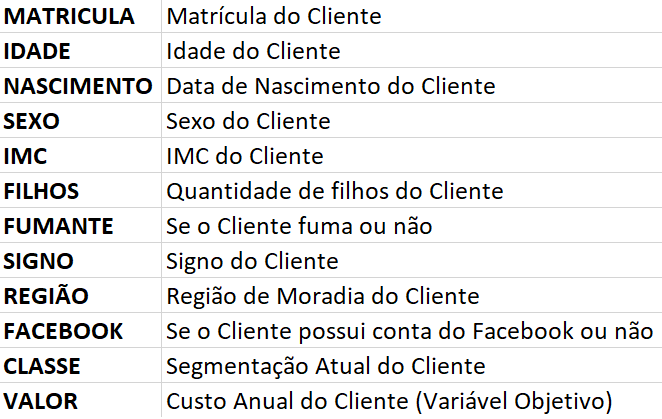 MATRICULA Matrícula do Cliente
IDADE Idade do Cliente
NASCIMENTO Data de Nascimento do Cliente
SEXO Sexo do Cliente
IMC IMC do Cliente
FILHOS Quantidade de filhos do Cliente
FUMANTE Se o Cliente fuma ou não
SIGNO Signo do Cliente
REGIÃO Região de Moradia do Cliente
FACEBOOK Se o Cliente possui conta do Facebook ou não
CLASSE Segmentação Atual do Cliente
VALOR Custo Anual do Cliente (Variável Objetivo)